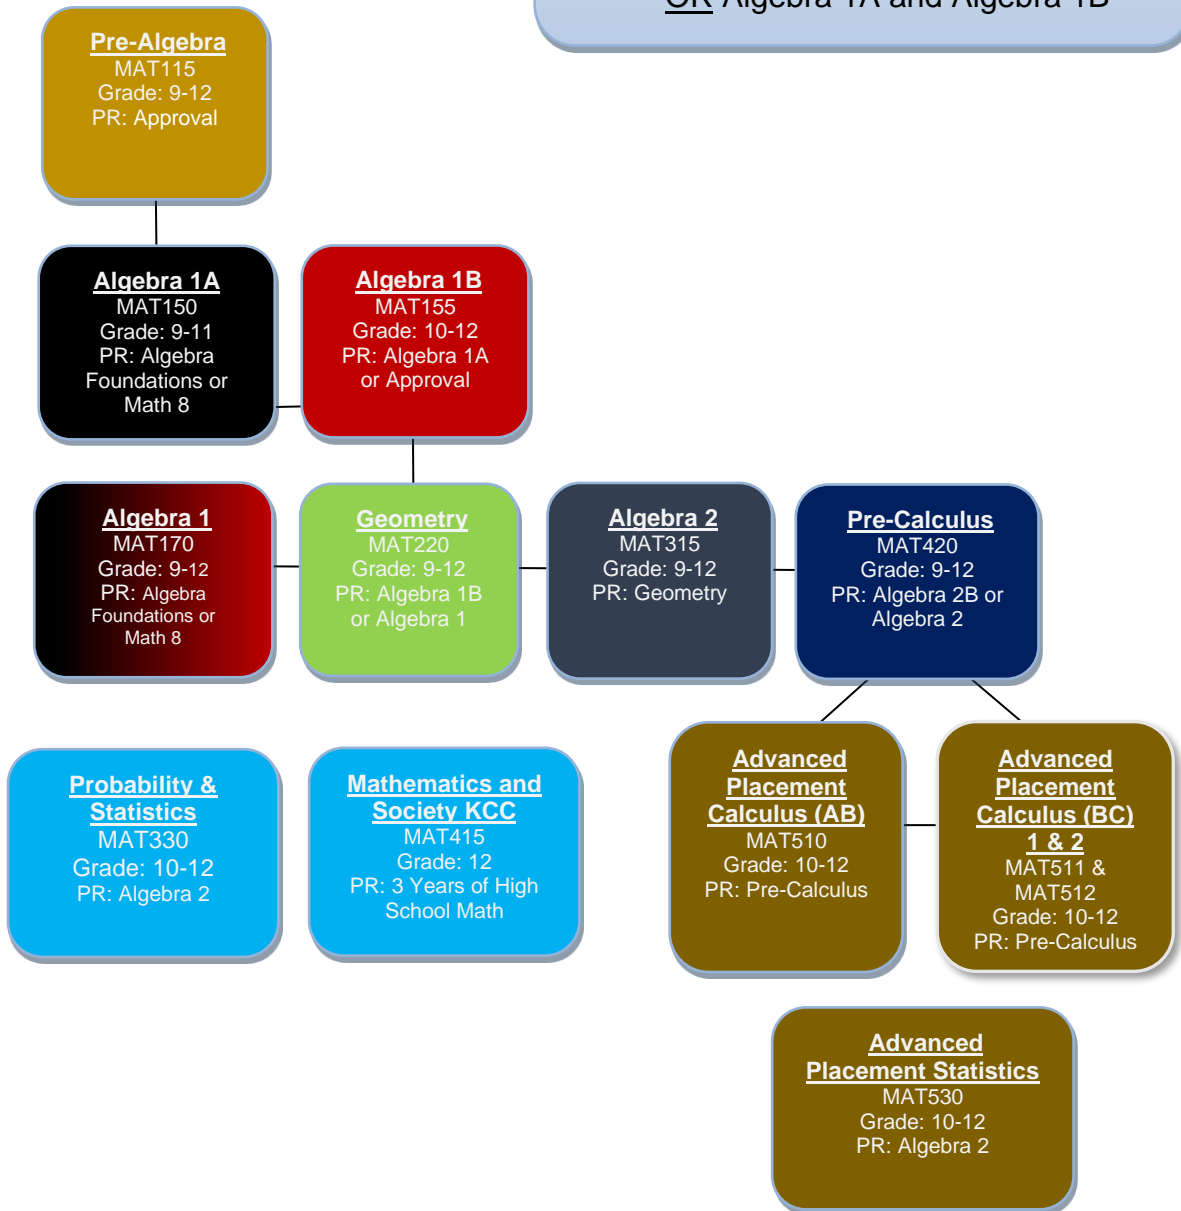 OR Algebra 1A and Algebra 1B
Pre-Algebra
MAT115
Grade: 9-12
PR: Approval
Algebra 1A
MAT150
Grade: 9-11
PR: Algebra
Foundations or
Math 8
Algebra 1B
MAT155
Grade: 10-12
PR: Algebra 1A
or Approval
Algebra 1
MAT170
Grade: 9-12
PR: Algebra
Foundations or
Math 8
Geometry
MAT220
Grade: 9-12
PR: Algebra 1B
or Algebra 1
Algebra 2
MAT315
Grade: 9-12
PR: Geometry
Pre-Calculus
MAT420
Grade: 9-12
PR: Algebra 2B or
Algebra 2
Probability &
Statistics
MAT330
Grade: 10-12
PR: Algebra 2
Mathematics and
Society KCC
MAT415
Grade: 12
PR: 3 Years of High
School Math
Advanced
Placement
Calculus (AB)
MAT510
Grade: 10-12
PR: Pre-Calculus
Advanced
Placement
Calculus (BC)
1 & 2
MAT511 &
MAT512
Grade: 10-12
PR: Pre-Calculus
Advanced
Placement Statistics
MAT530
Grade: 10-12
PR: Algebra 2